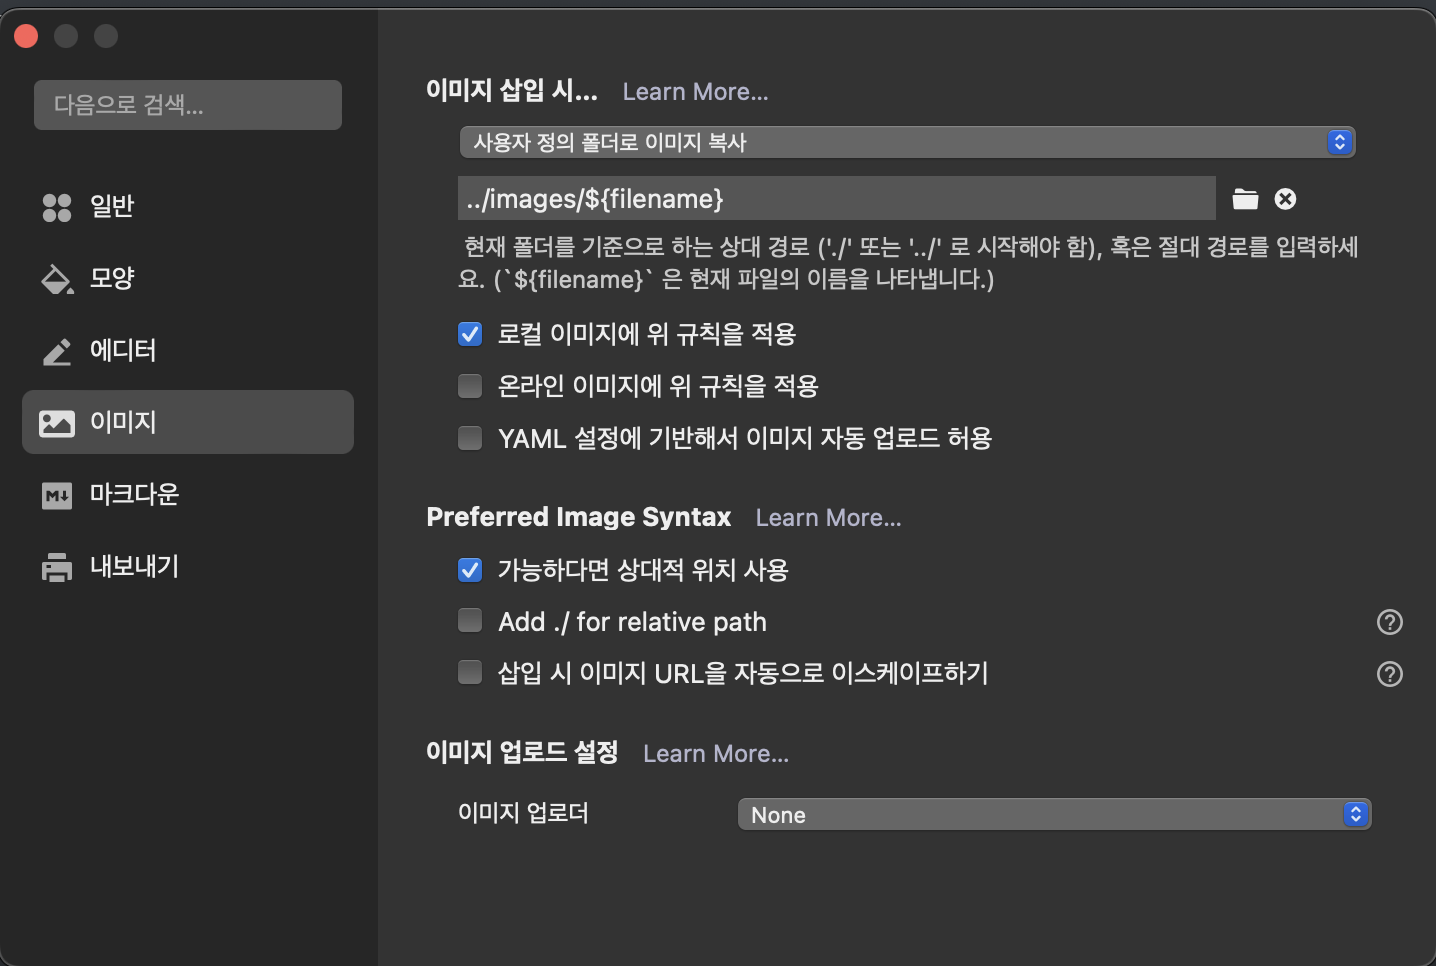 다음으로 검색...
일반
모양
에디터
이미지
마크다운
내보내기
이미지 삽입 시... Learn More...
사용자 정의 폴더로 이미지 복사
../images/${filename}
현재 폴더를 기준으로 하는 상대 경로 ('./' 또는 '../' 로 시작해야 함), 혹은 절대 경로를 입력하세
요. (`${filename}` 은 현재 파일의 이름을 나타냅니다.)
로컬 이미지에 위 규칙을 적용
온라인 이미지에 위 규칙을 적용
YAML 설정에 기반해서 이미지 자동 업로드 허용
Preferred Image Syntax Learn More...
가능하다면 상대적 위치 사용
Add ./ for relative path
삽입 시 이미지 URL을 자동으로 이스케이프하기
이미지 업로드 설정 Learn More...
이미지 업로더 None